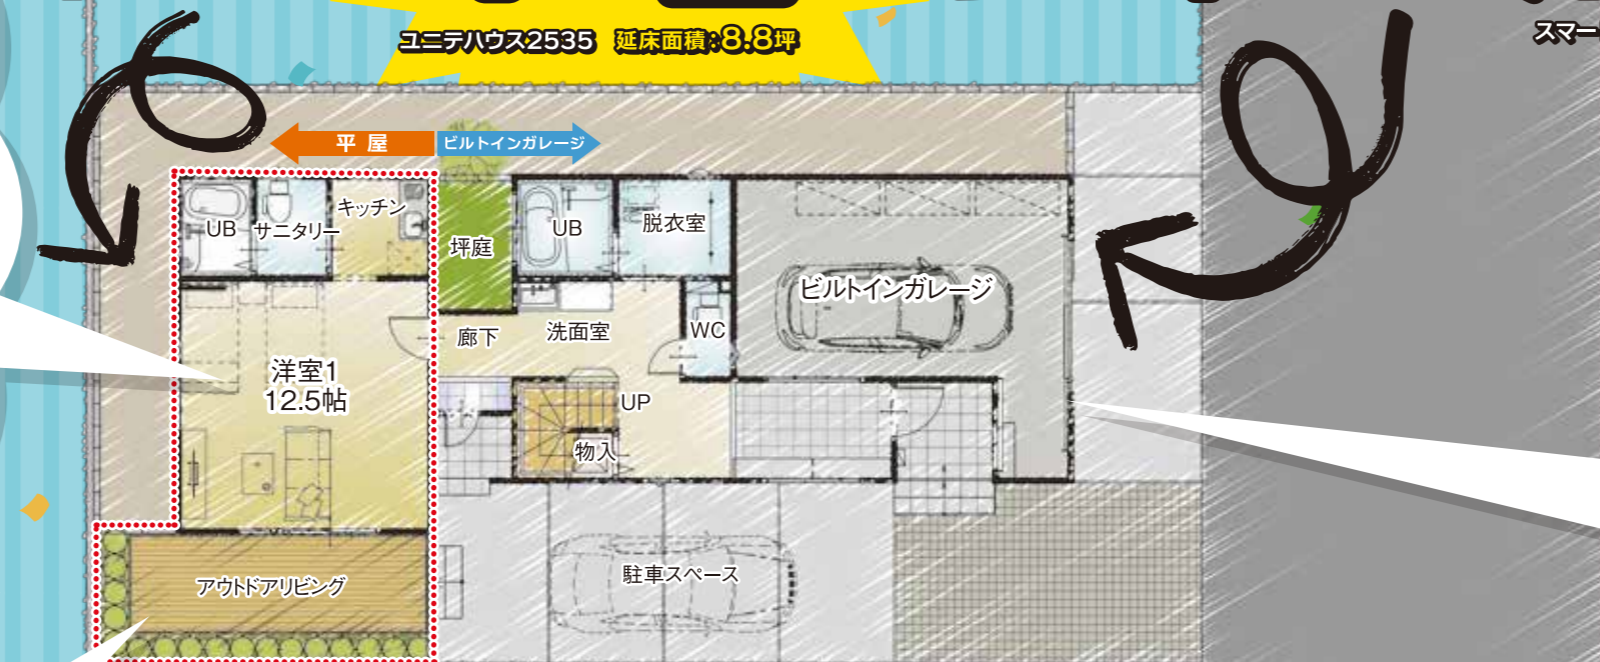 ユニテハウス2535 延床面積:8.8坪
スマー
平屋
ビルトインガレージ
UB
サニタリー
キッチン
坪庭
UB
脱衣室
ビルトインガレージ
廊下
洗面室
WC
洋室1
12.5帖
UP
物入
アウトドアリビング
駐車スペース